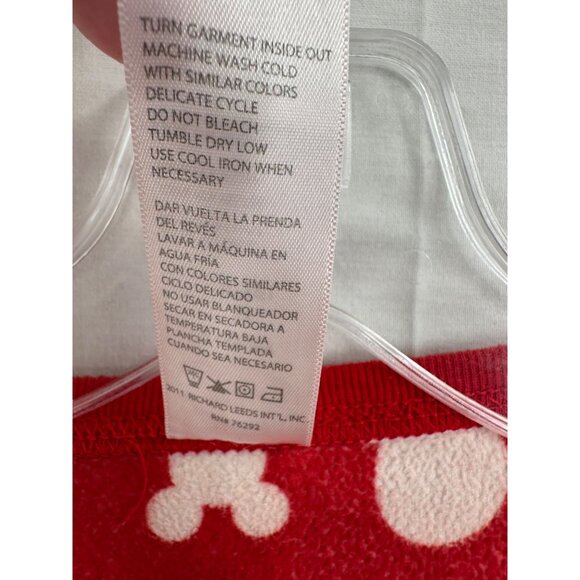 TURN GARMENT INSIDE OUT
MACHINE WASH COLD
WITH SIMILAR COLORS
DELICATE CYCLE
DO NOT BLEACH
TUMBLE DRY LOW
USE COOL IRON WHEN
NECESSARY
DAR VUELTA LA PRENDA
DEL REVÉS
LAVAR A MÁQUINA EN
AGUA FRÍA
CON COLORES SIMILARES
CICLO DELICADO
NO USAR BLANQUEADOR
SECAR EN SECADORA A
TEMPERATURA BAJA
PLANCHA TEMPLADA
CUANDO SEA NECESARIO
2011 RICHARD LEEDS INT'L, INC.
RN# 76292